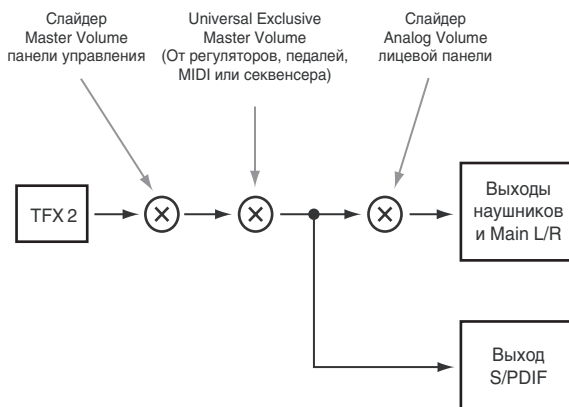 Слайдер
Master Volume
панели управления
Universal Exclusive
Master Volume
(От регуляторов, педалей,
MIDI или секвенсера)
Слайдер
Analog Volume
лицевой панели
TFX 2
Выходы
наушников
и Main L/R
Выход
S/PDIF